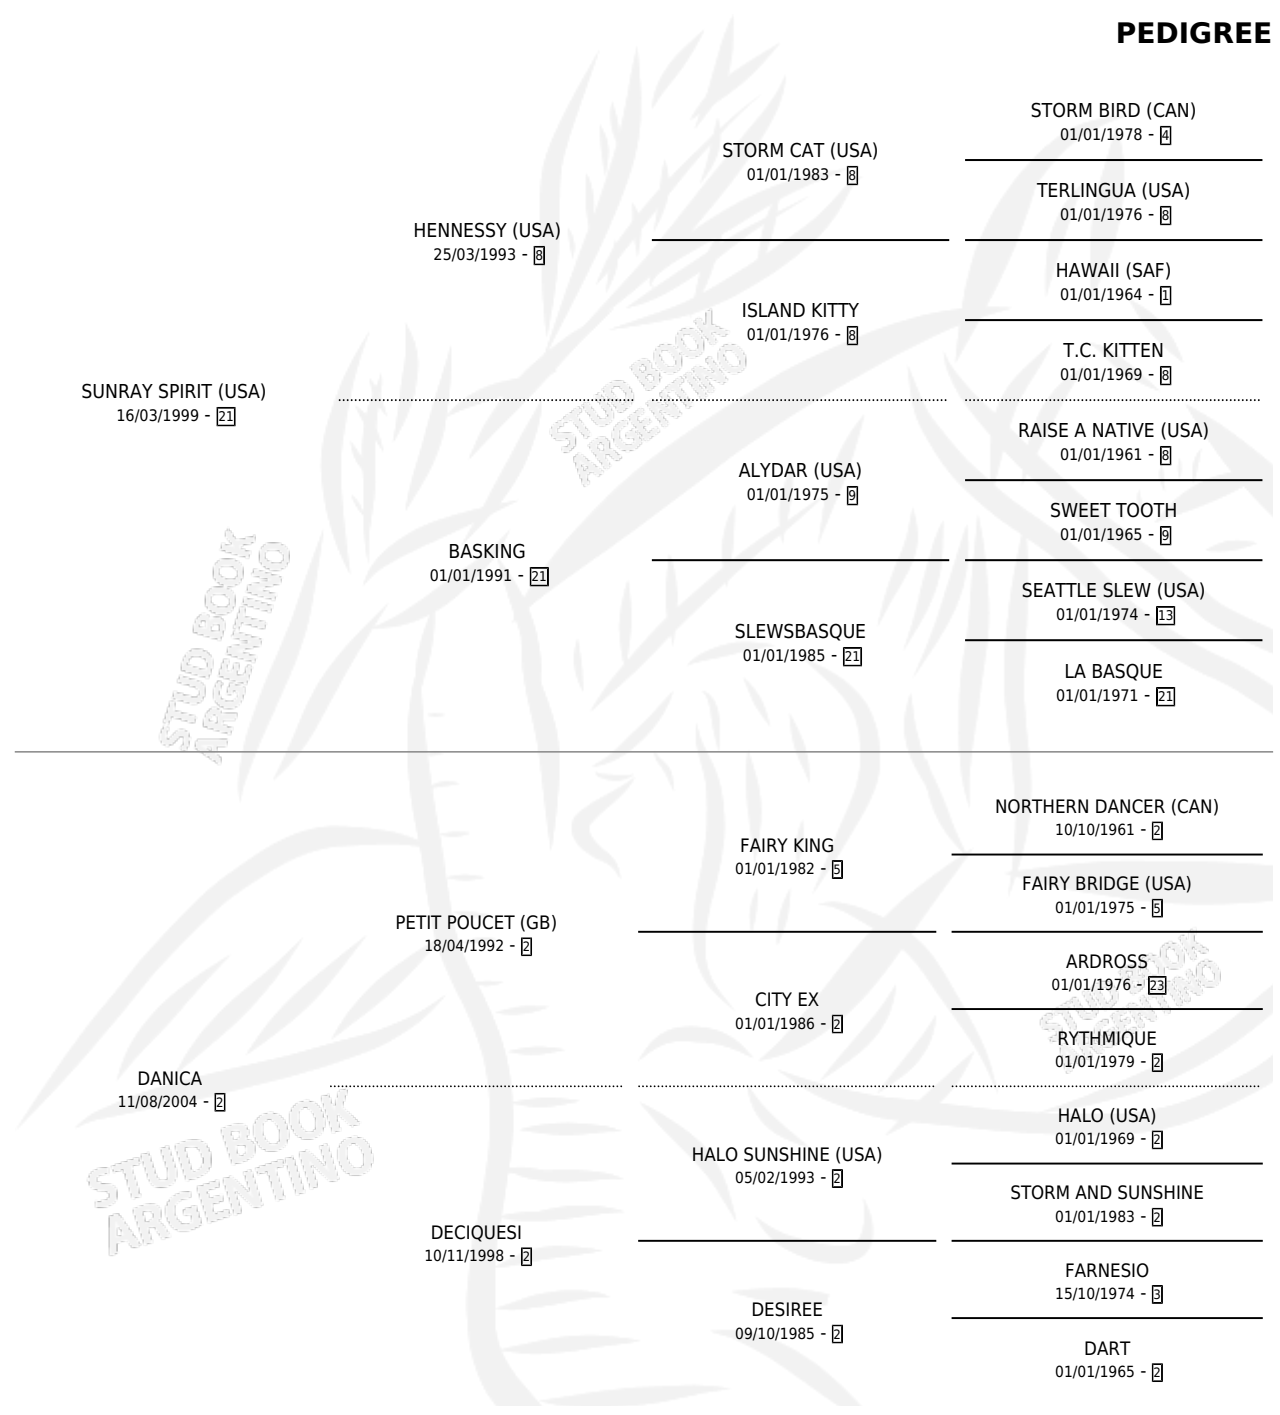 PEDIGREE
SUNRAY SPIRIT (USA)
16/03/1999 - 21
HENNESSY (USA)
25/03/1993 - 8
STORM CAT (USA)
01/01/1983 - 8
STORM BIRD (CAN)
01/01/1978 - 4
TERLINGUA (USA)
01/01/1976 - 8
ISLAND KITTY
01/01/1976 - 8
HAWAII (SAF)
01/01/1964 - 1
T.C. KITTEN
01/01/1969 - 8
BASKING
01/01/1991 - 21
ALYDAR (USA)
01/01/1975 - 9
RAISE A NATIVE (USA)
01/01/1961 - 8
SWEET TOOTH
01/01/1965 - 9
SLEWSBASQUE
01/01/1985 - 21
SEATTLE SLEW (USA)
01/01/1974 - 13
LA BASQUE
01/01/1971 - 21
DANICA
11/08/2004 - 2
PETIT POUCET (GB)
18/04/1992 - 2
FAIRY KING
01/01/1982 - 5
NORTHERN DANCER (CAN)
10/10/1961 - 2
FAIRY BRIDGE (USA)
01/01/1975 - 5
CITY EX
01/01/1986 - 2
ARDROSS
01/01/1976 - 23
RYTHMIQUE
01/01/1979 - 2
DECIQUESI
10/11/1998 - 2
HALO SUNSHINE (USA)
05/02/1993 - 2
HALO (USA)
01/01/1969 - 2
STORM AND SUNSHINE
01/01/1983 - 2
DESIREE
09/10/1985 - 2
FARNESIO
15/10/1974 - 3
DART
01/01/1965 - 2
STUD BOOK
ARGENTINO
STUD BOOK
ARGENTINO
STUD BOOK
ARGENTINO
STUD BOOK
ARGENTINO